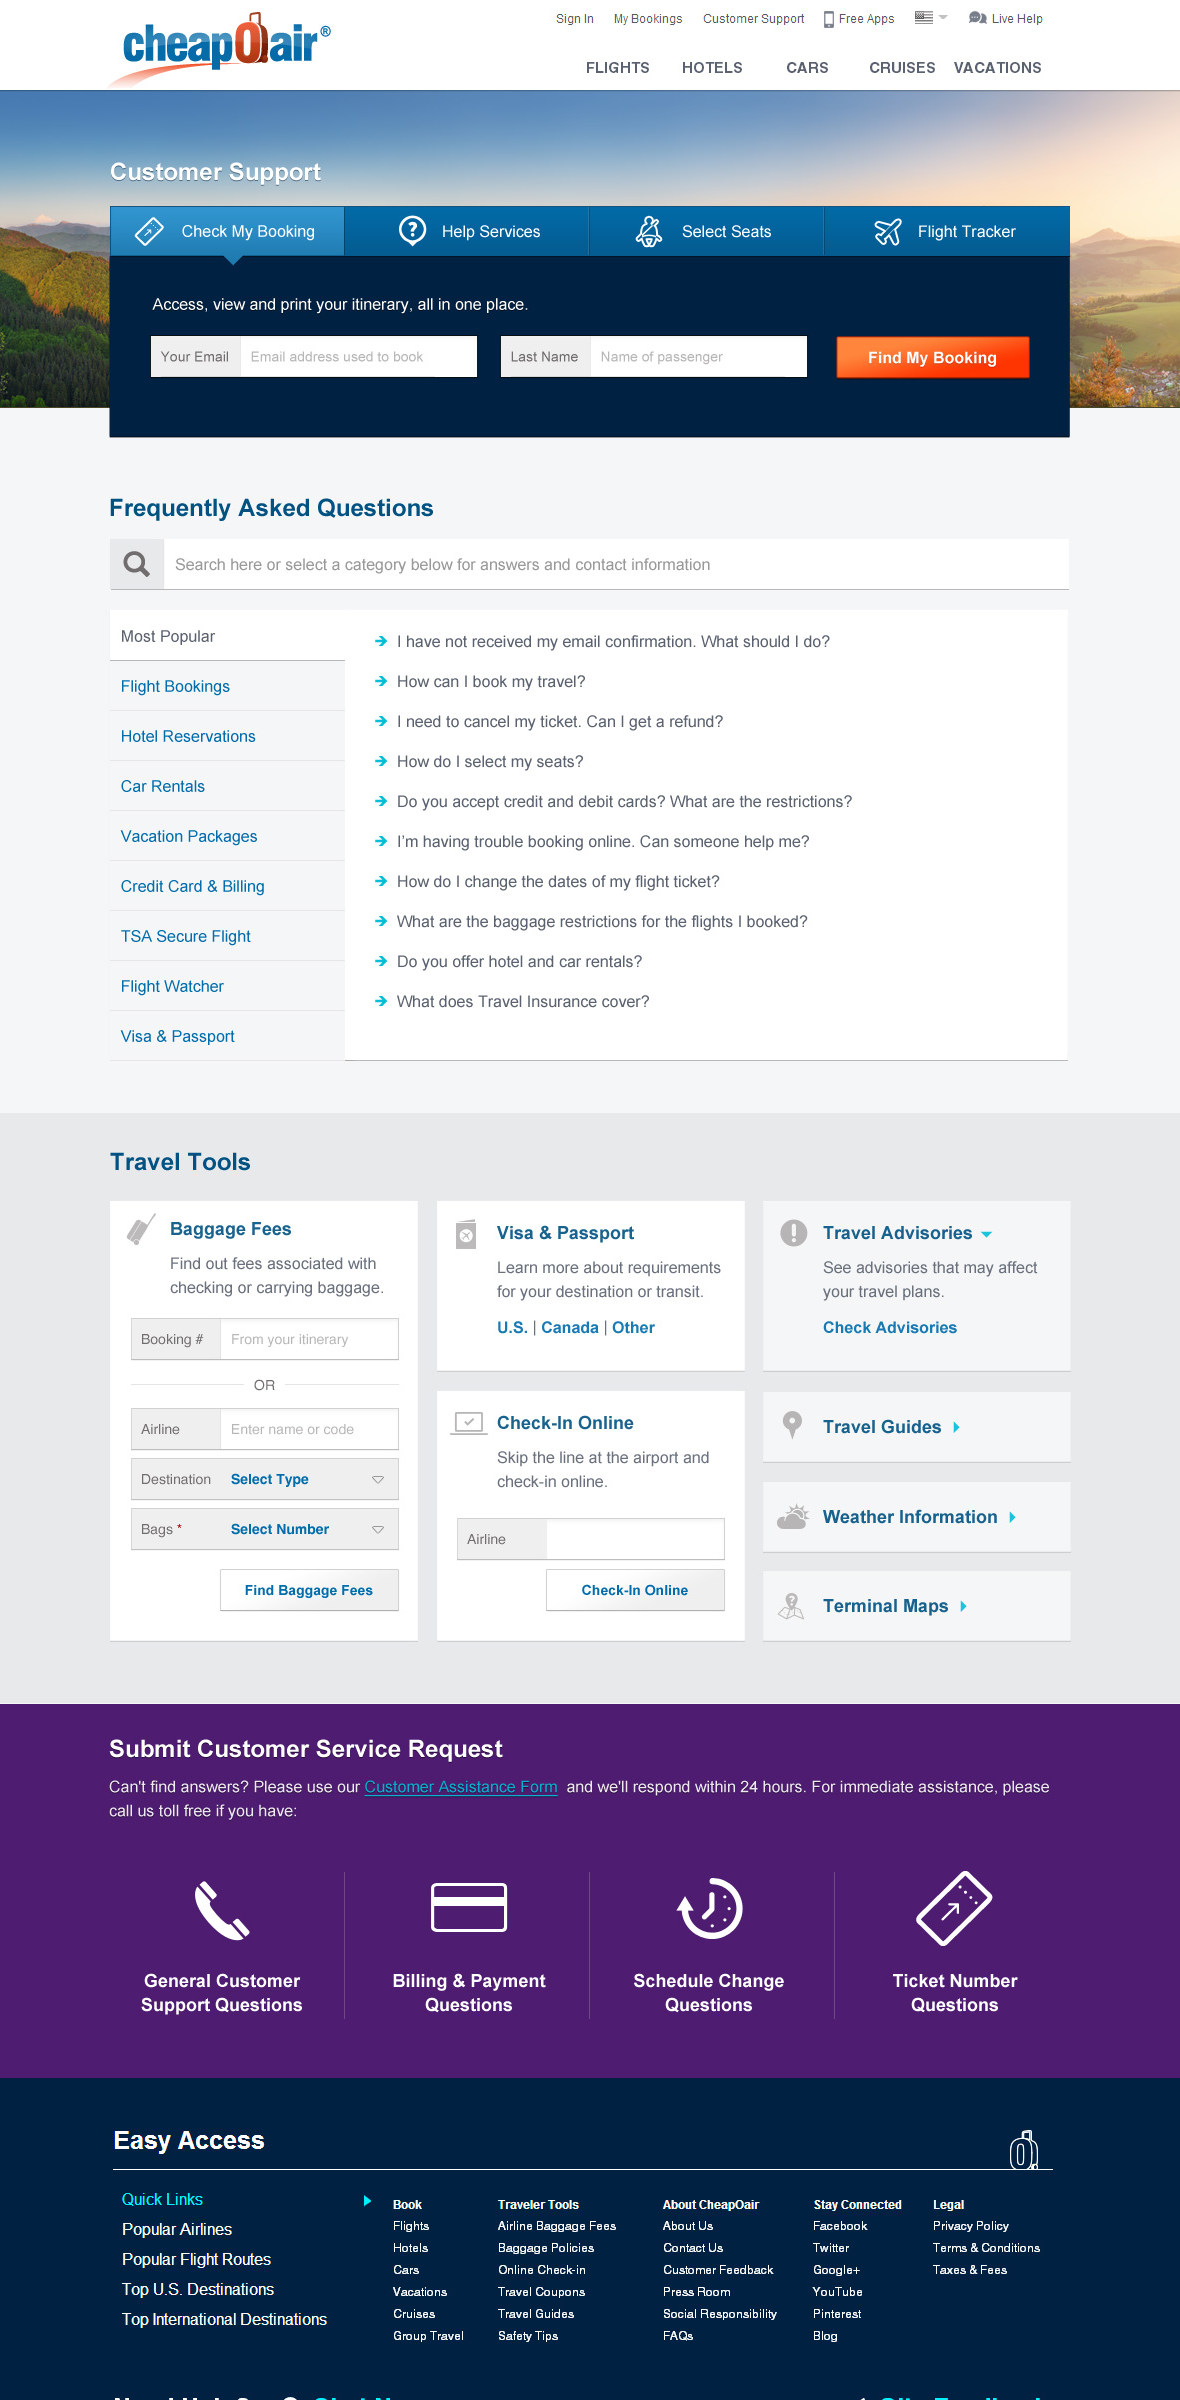 Sign In My Bookings Customer Support Free Apps Live Help
cheapOair®
FLIGHTS HOTELS CARS CRUISES VACATIONS
Customer Support
Check My Booking Help Services Select Seats Flight Tracker
Access, view and print your itinerary, all in one place.
Your Email Email address used to book Last Name Name of passenger Find My Booking
Frequently Asked Questions
Search here or select a category below for answers and contact information
Most Popular
Flight Bookings
Hotel Reservations
Car Rentals
Vacation Packages
Credit Card & Billing
TSA Secure Flight
Flight Watcher
Visa & Passport
I have not received my email confirmation. What should I do?
How can I book my travel?
I need to cancel my ticket. Can I get a refund?
How do I select my seats?
Do you accept credit and debit cards? What are the restrictions?
I'm having trouble booking online. Can someone help me?
How do I change the dates of my flight ticket?
What are the baggage restrictions for the flights I booked?
Do you offer hotel and car rentals?
What does Travel Insurance cover?
Travel Tools
Baggage Fees
Find out fees associated with
checking or carrying baggage.
Booking # From your itinerary
OR
Airline Enter name or code
Destination Select Type
Bags * Select Number
Find Baggage Fees
Visa & Passport
Learn more about requirements
for your destination or transit.
U.S. | Canada | Other
Check-In Online
Skip the line at the airport and
check-in online.
Airline
Check-In Online
Travel Advisories
See advisories that may affect
your travel plans.
Check Advisories
Travel Guides
Weather Information
Terminal Maps
Submit Customer Service Request
Can't find answers? Please use our Customer Assistance Form and we'll respond within 24 hours. For immediate assistance, please
call us toll free if you have:
General Customer
Support Questions
Billing & Payment
Questions
Schedule Change
Questions
Ticket Number
Questions
Easy Access
Quick Links
Popular Airlines
Popular Flight Routes
Top U.S. Destinations
Top International Destinations
Book
Flights
Hotels
Cars
Vacations
Cruises
Group Travel
Traveler Tools
Airline Baggage Fees
Baggage Policies
Online Check-in
Travel Coupons
Travel Guides
Safety Tips
About CheapOair
About Us
Contact Us
Customer Feedback
Press Room
Social Responsibility
FAQs
Stay Connected
Facebook
Twitter
Google+
YouTube
Pinterest
Blog
Legal
Privacy Policy
Terms & Conditions
Taxes & Fees